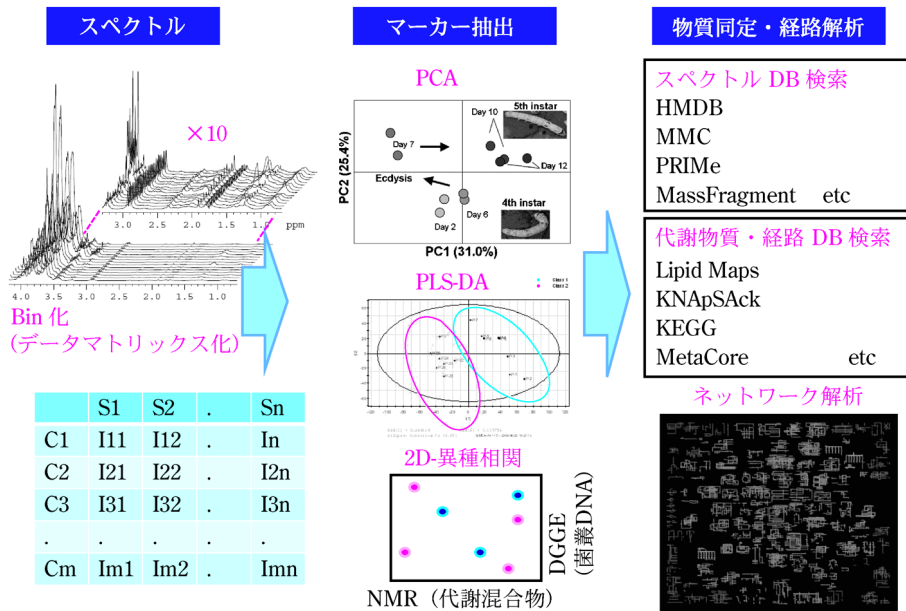 スペクトル
×10
3.0 2.5 2.0 1.5 1.0 ppm
4.0 3.5 3.0 2.5 2.0 1.5 1.0
Bin 化
(データマトリックス化)
S1 S2 . Sn
C1 I11 I12 . In
C2 I21 I22 . I2n
C3 I31 I32 . I3n
. . . . .
Cm Im1 Im2 . Imn
マーカー抽出
PCA
PC2 (25.4%)
5th instar
Day 10
Day 7
Day 12
Ecdysis
4th instar
Day 2
Day 6
PC1 (31.0%)
PLS-DA
Class 1
Class 2
2D-異種相関
DGGE
(菌叢DNA)
NMR（代謝混合物）
物質同定・経路解析
スペクトル DB 検索
HMDB
MMC
PRIMe
MassFragment etc
代謝物質・経路 DB 検索
Lipid Maps
KNApSAck
KEGG
MetaCore etc
ネットワーク解析